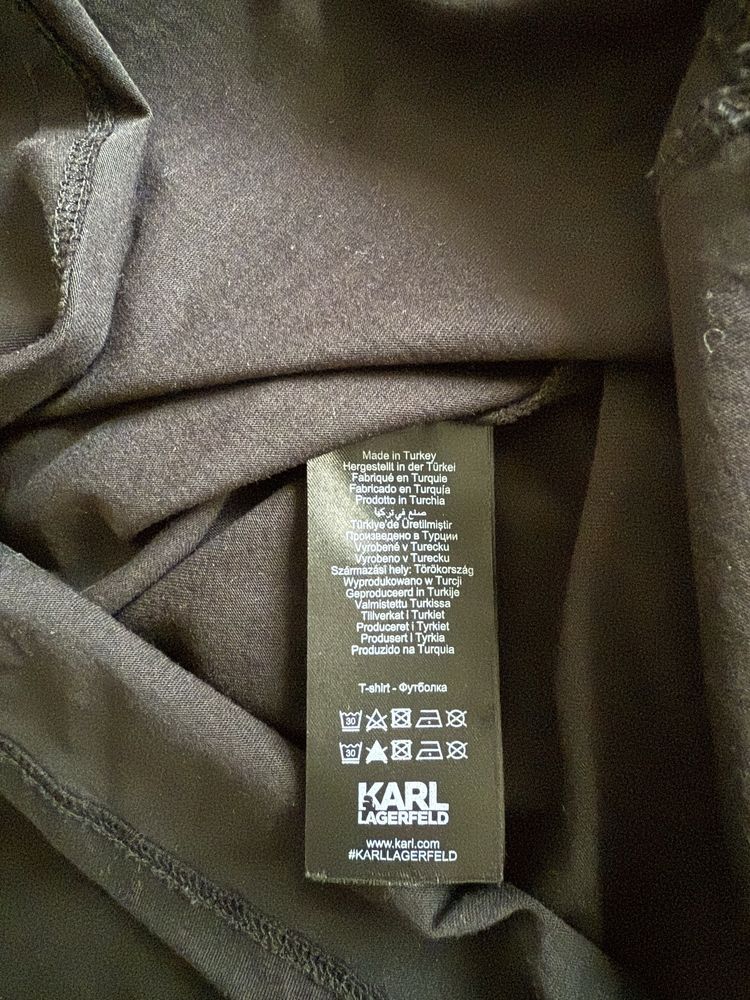 Made in Turkey
Hergestellt in der Türkei
Fabriqué en Turquie
Fabricado en Turquía
Prodotto in Turchia
صنع في تركيا
Türkiye'de Üretilmiştir
Произведено в Турции
Vyrobené v Turecku
Vyrobeno v Turecku
Származási hely: Törökország
Wyprodukowano w Turcji
Geproduceerd in Turkije
Valmistettu Turkissa
Tillverkat i Turkiet
Produceret i Tyrkiet
Produsert i Tyrkia
Produzido na Turquia
T-shirt - Футболка
30
30
KARL
LAGERFELD
www.karl.com
#KARLLAGERFELD